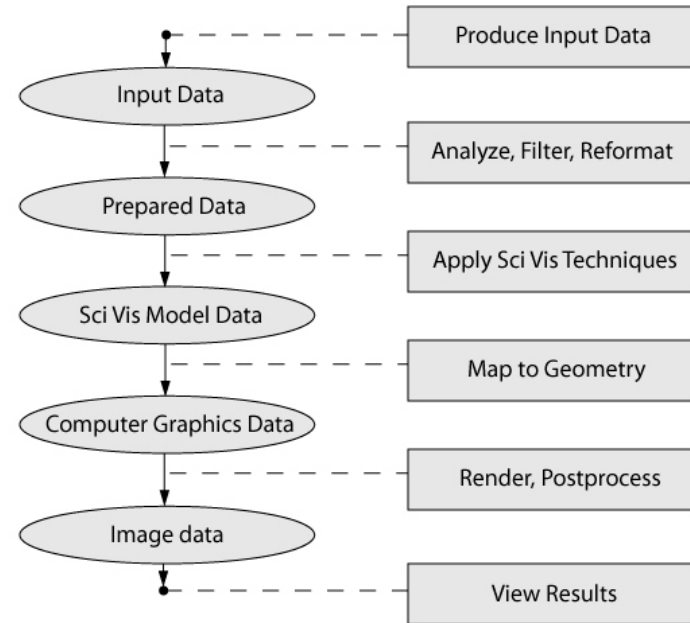 Produce Input Data
Input Data
Analyze, Filter, Reformat
Prepared Data
Apply Sci Vis Techniques
Sci Vis Model Data
Map to Geometry
Computer Graphics Data
Render, Postprocess
Image data
View Results